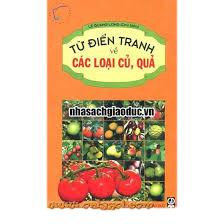 LÊ QUANG LONG (Chủ biên)
TỪ ĐIỂN TRANH
về
CÁC LOẠI CỦ, QUẢ
nhasachgiaoduc.vn